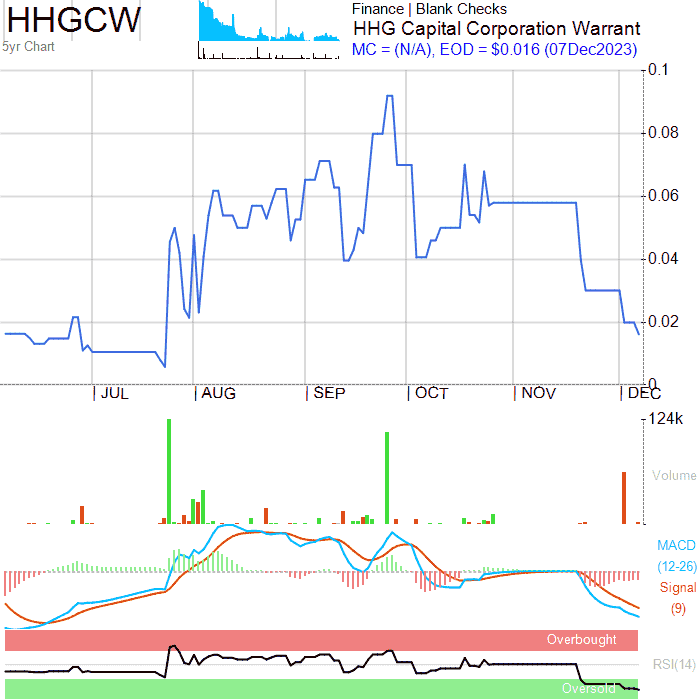 HHGCW
5yr Chart
Finance | Blank Checks
HHG Capital Corporation Warrant
MC = (N/A), EOD = $0.016 (07Dec2023)
0.1
0.08
0.06
0.04
0.02
0
JUL AUG SEP OCT NOV DEC
124k
Volume
MACD
(12-26)
Signal
(9)
Overbought
RSI(14)
Oversold